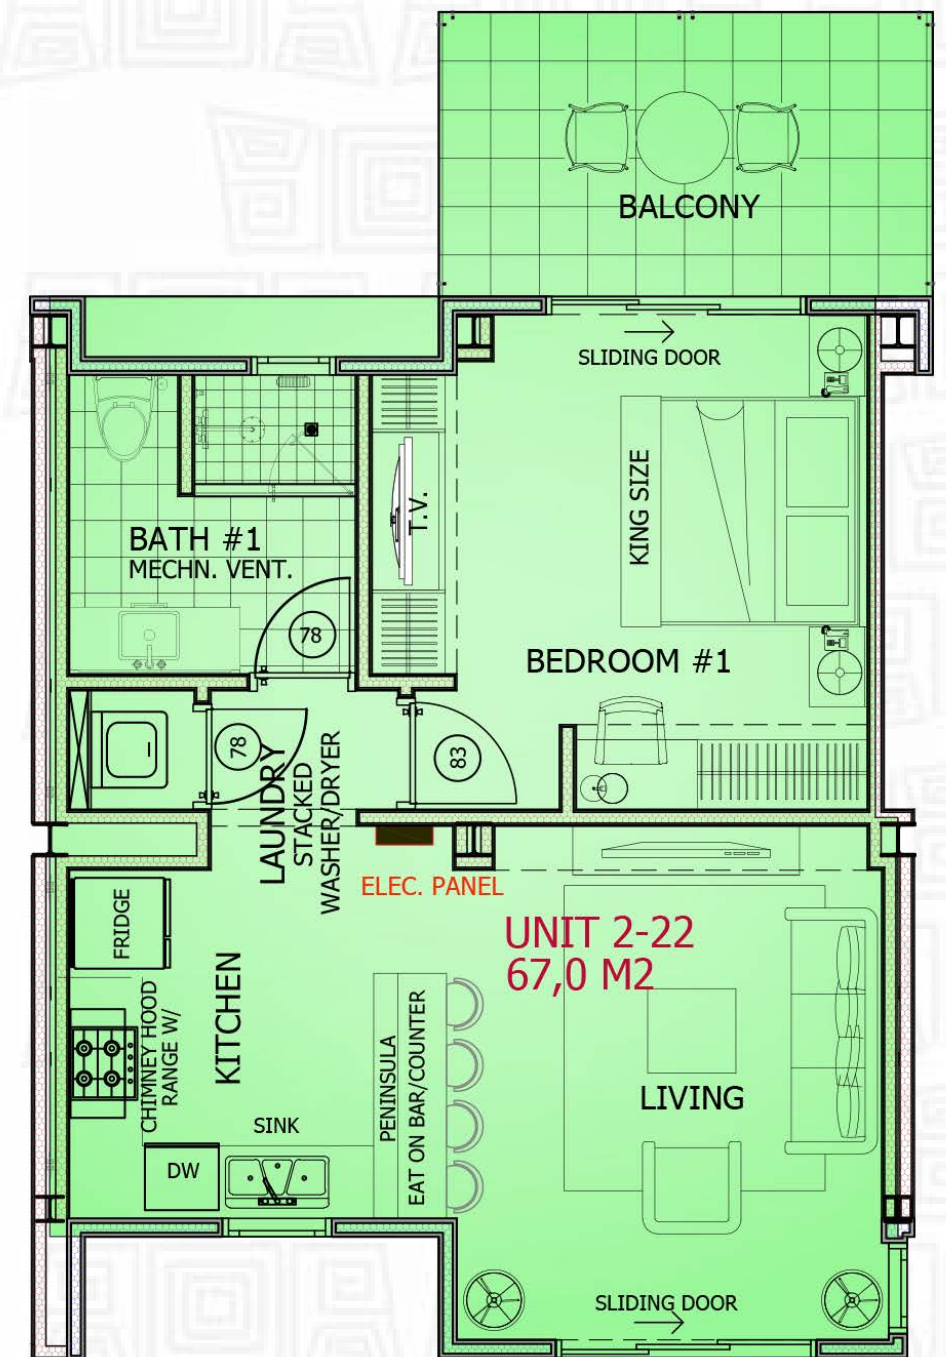 BALCONY
SLIDING DOOR
T.V.
KING SIZE
BATH #1
MECHN. VENT.
78
BEDROOM #1
78
83
LAUNDRY
STACKED
WASHER/DRYER
ELEC. PANEL
FRIDGE
UNIT 2-22
67,0 M2
KITCHEN
CHIMNEY HOOD
RANGE W/
PENINSULA
EAT ON BAR/COUNTER
LIVING
SINK
DW
SLIDING DOOR